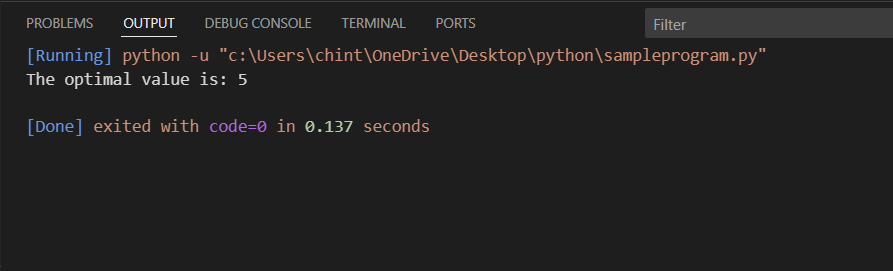 PROBLEMS OUTPUT DEBUG CONSOLE TERMINAL PORTS Filter
[Running] python -u "c:\Users\chint\OneDrive\Desktop\python\sampleprogram.py"
The optimal value is: 5
[Done] exited with code=0 in 0.137 seconds